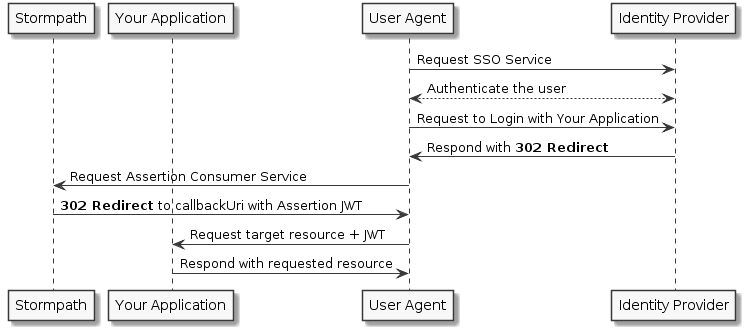 Stormpath
Your Application
User Agent
Identity Provider
Request SSO Service
Authenticate the user
Request to Login with Your Application
Respond with 302 Redirect
Request Assertion Consumer Service
302 Redirect to callbackUri with Assertion JWT
Request target resource + JWT
Respond with requested resource
Stormpath
Your Application
User Agent
Identity Provider